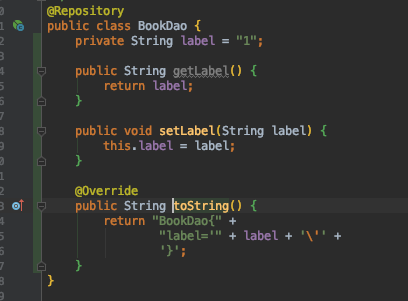 @Repository
public class BookDao {
    private String label = "1";

    public String getLabel() {
        return label;
    }

    public void setLabel(String label) {
        this.label = label;
    }

    @Override
    public String toString() {
        return "BookDao{" +
                "label='" + label + '\'' +
                '}';
    }
}